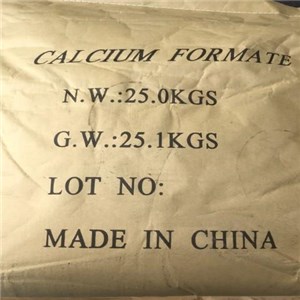 CALCIUM FORMATE
N.W.:25.0KGS
G.W.:25.1KGS
LOT NO:
MADE IN CHINA